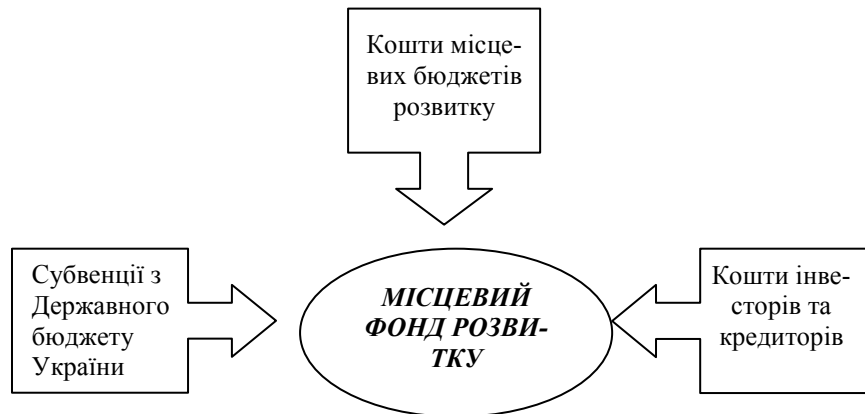 Кошти місце-
вих бюджетів
розвитку
Субвенції з
Державного
бюджету
України
МІСЦЕВИЙ
ФОНД РОЗВИ-
ТКУ
Кошти інве-
сторів та
кредиторів